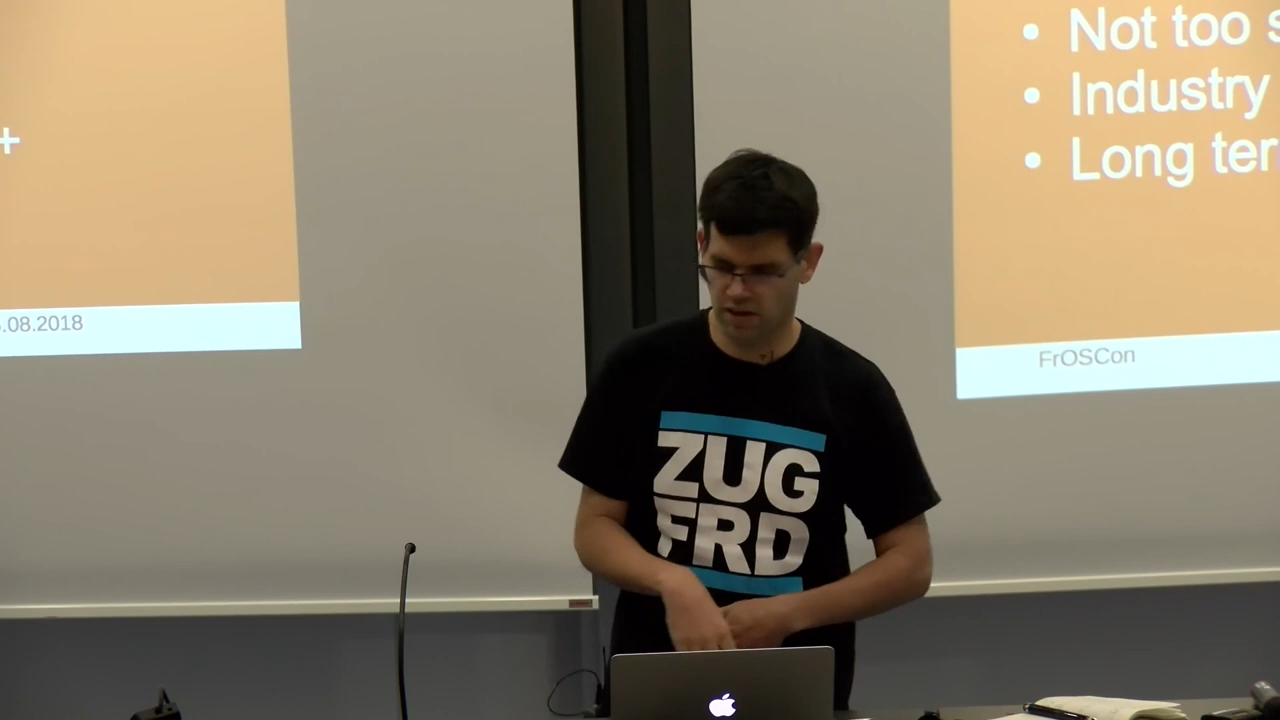 +
.08.2018
Not too
Industry
Long ter
FrOSCon
ZUG
FRD